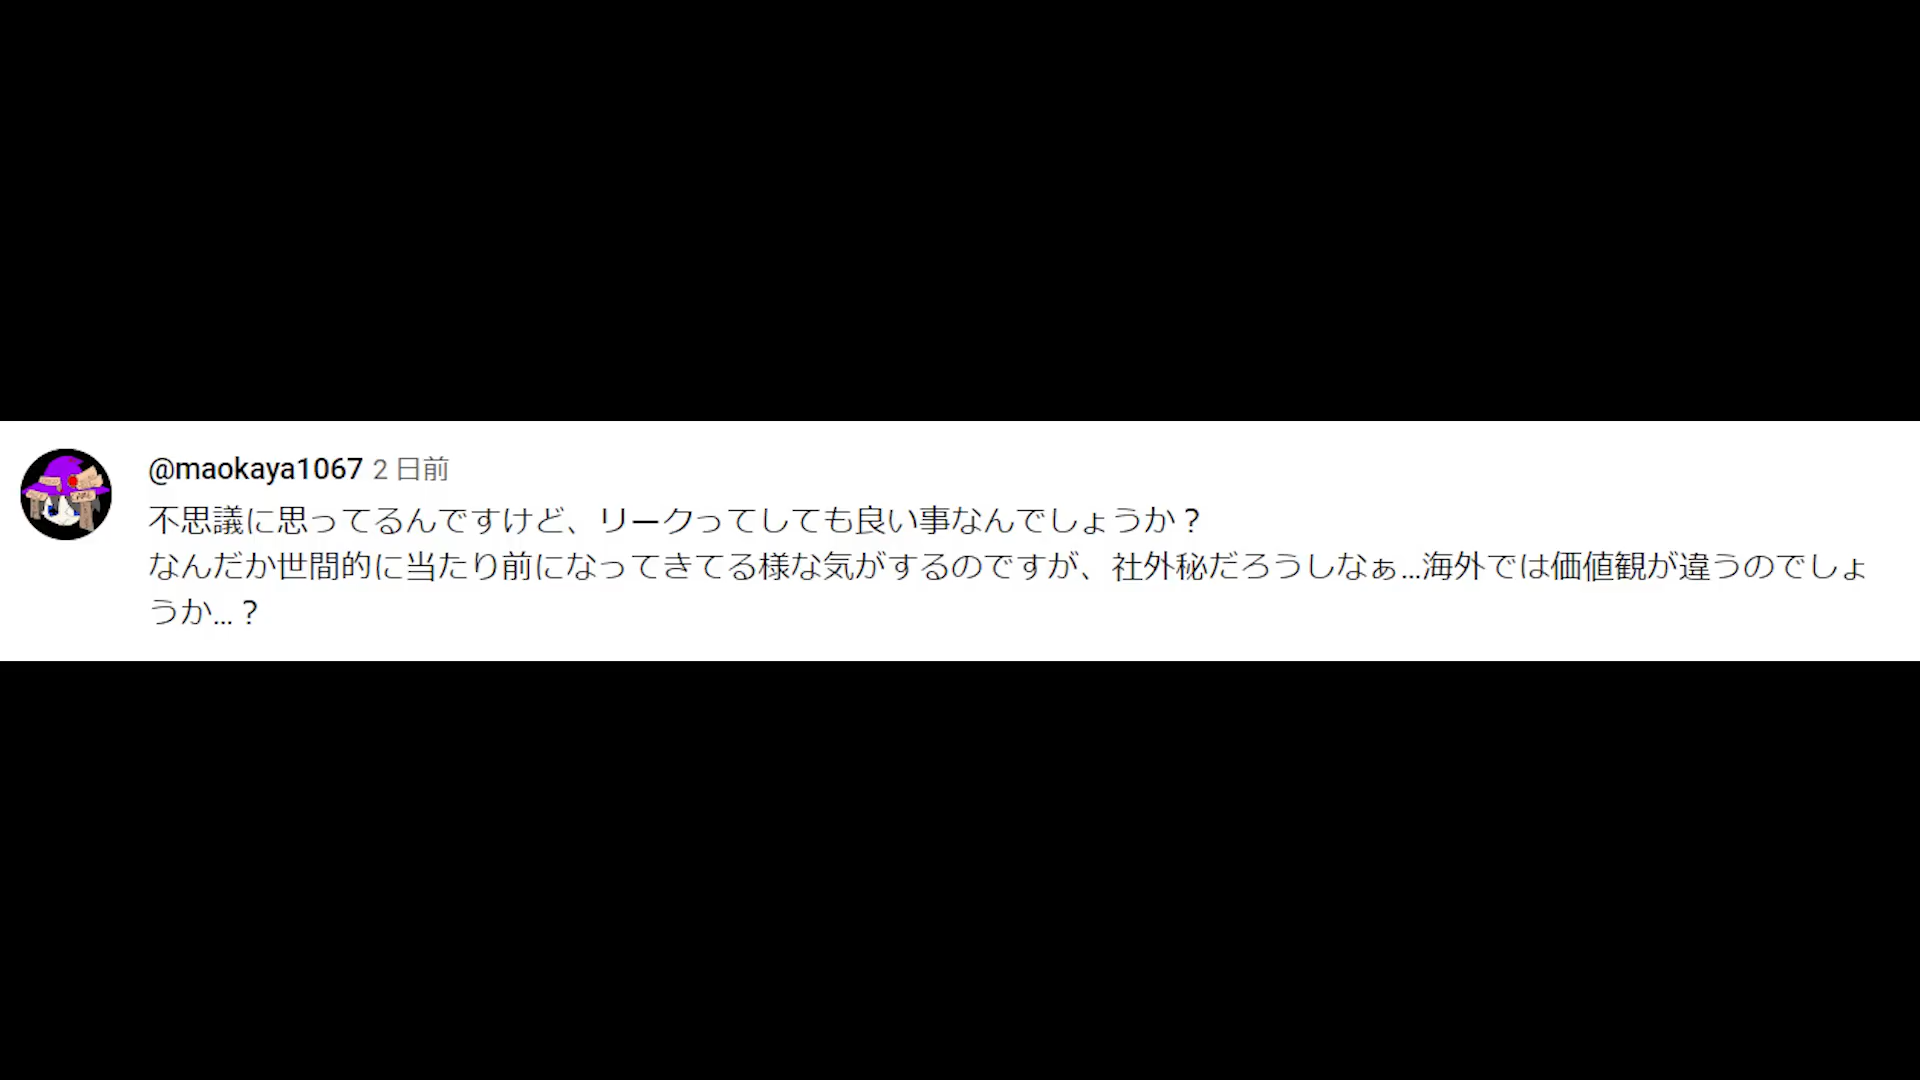 @maokaya1067 2 日前
不思議に思ってるんですけど、リークってしても良い事なんでしょうか？
なんだか世間的に当たり前になってきてる様な気がするのですが、社外秘だろうしなぁ...海外では価値観が違うのでしょ
うか...？